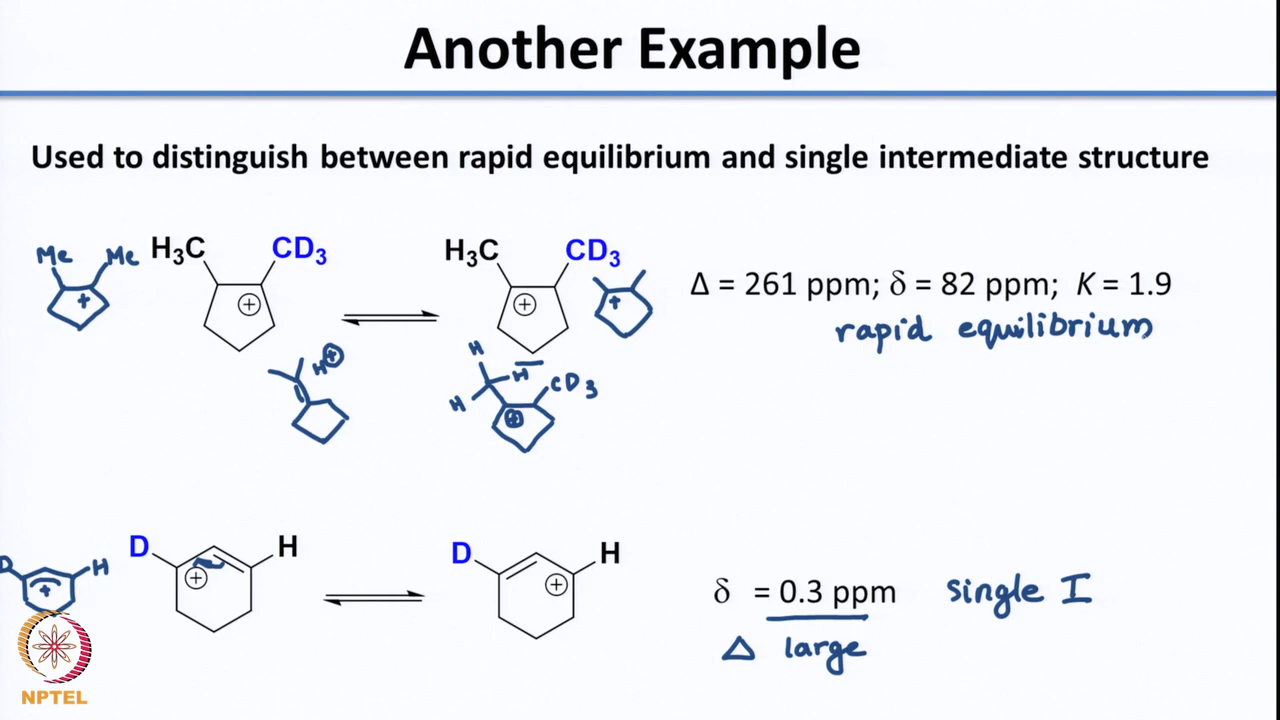 Another Example
Used to distinguish between rapid equilibrium and single intermediate structure
Me Me H₃C CD₃ H₃C CD₃
+ ⊕ ⊕ +
Δ = 261 ppm; δ = 82 ppm; K = 1.9
rapid equilibrium
H ⊕
H
H
H
CD₃
⊕
D H D H D H
+ ⊕ ⊕
δ = 0.3 ppm single I
Δ large
NPTEL